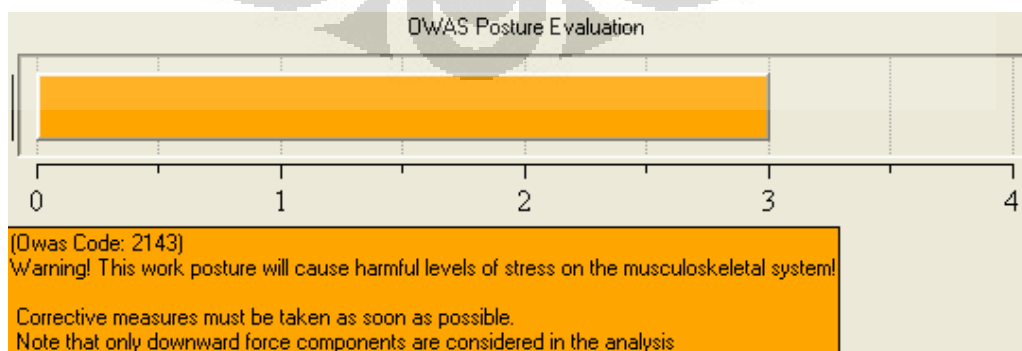 OWAS Posture Evaluation
0 1 2 3 4
(Owas Code: 2143)
Warning! This work posture will cause harmful levels of stress on the musculoskeletal system!
Corrective measures must be taken as soon as possible.
Note that only downward force components are considered in the analysis